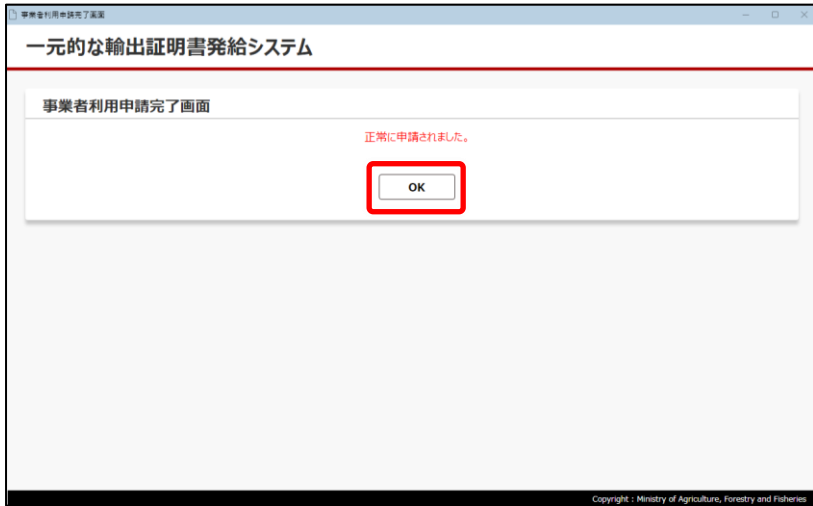 事業者利用申請完了画面
一元的な輸出証明書発給システム
事業者利用申請完了画面
正常に申請されました。
OK
Copyright : Ministry of Agriculture, Forestry and Fisheries